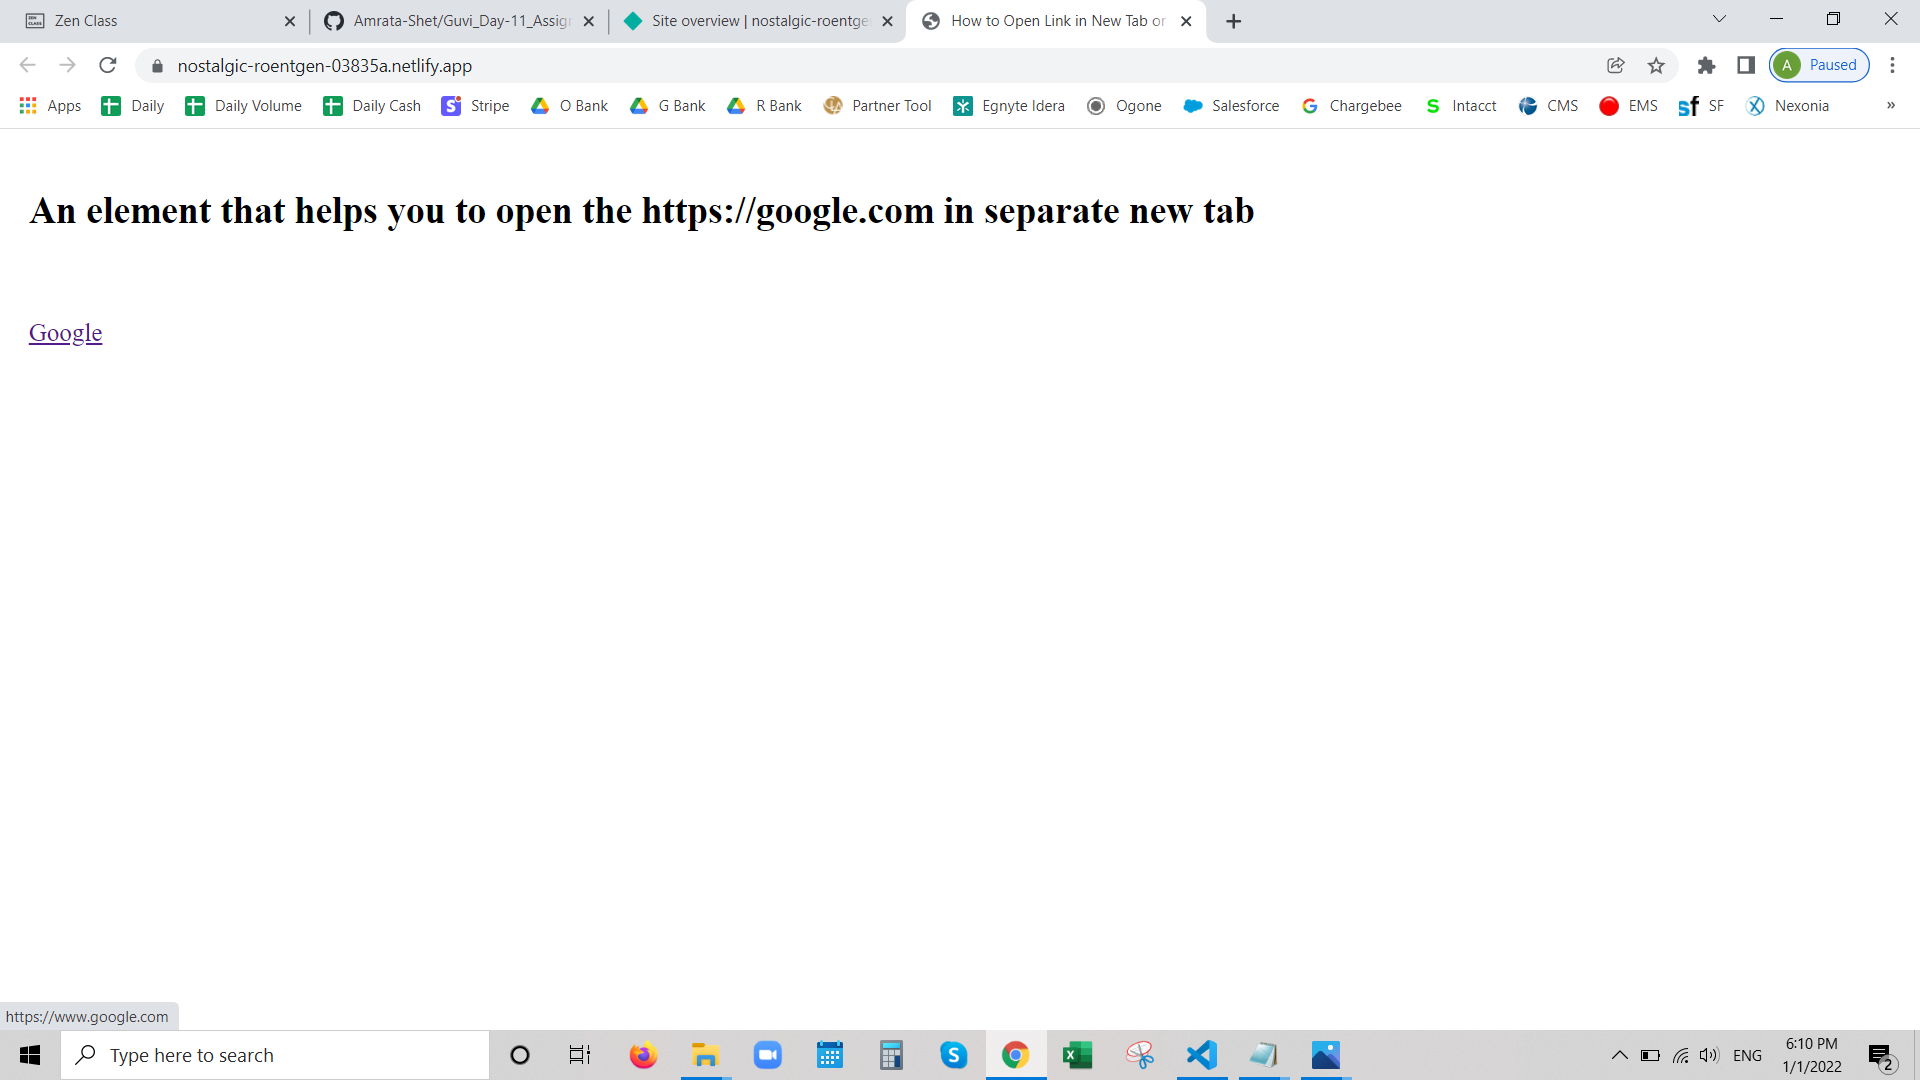 Zen Class
Amrata-Shet/Guvi_Day-11_Assig
Site overview | nostalgic-roentge
How to Open Link in New Tab or
nostalgic-roentgen-03835a.netlify.app
A Paused
Apps Daily Daily Volume Daily Cash Stripe O Bank G Bank R Bank Partner Tool Egnyte Idera Ogone Salesforce Chargebee Intacct CMS EMS SF Nexonia »
An element that helps you to open the https://google.com in separate new tab
Google
https://www.google.com
Type here to search
ENG
6:10 PM
1/1/2022
2